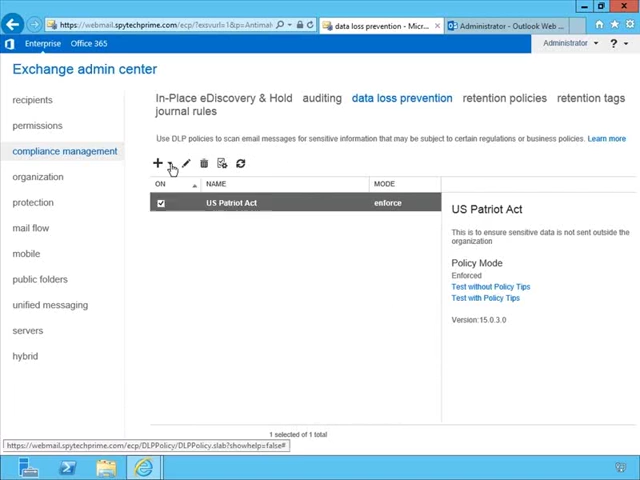 https://webmail.spytechprime.com/ecp/?exsvurl=1&p=Antimal
data loss prevention - Micr...
Administrator - Outlook Web ...
Enterprise
Office 365
Administrator
?
Exchange admin center
recipients
permissions
compliance management
organization
protection
mail flow
mobile
public folders
unified messaging
servers
hybrid
In-Place eDiscovery & Hold auditing data loss prevention retention policies retention tags
journal rules
Use DLP policies to scan email messages for sensitive information that may be subject to certain regulations or business policies. Learn more
ON NAME MODE
US Patriot Act enforce
US Patriot Act
This is to ensure sensitive data is not sent outside the
organization
Policy Mode
Enforced
Test without Policy Tips
Test with Policy Tips
Version:15.0.3.0
1 selected of 1 total
https://webmail.spytechprime.com/ecp/DLPPolicy/DLPPolicy.slab?showhelp=false#